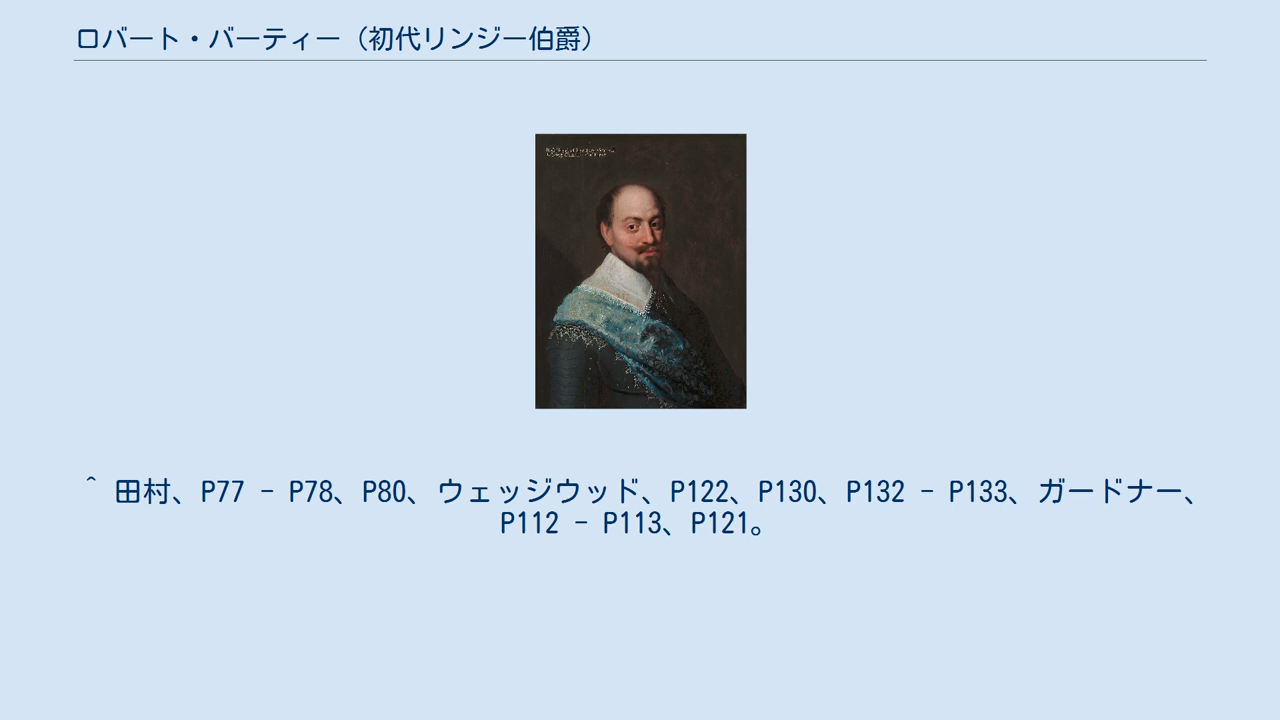 ロバート・バーティー（初代リンジー伯爵）
^ 田村、P77 - P78、P80、ウェッジウッド、P122、P130、P132 - P133、ガードナー、
P112 - P113、P121。